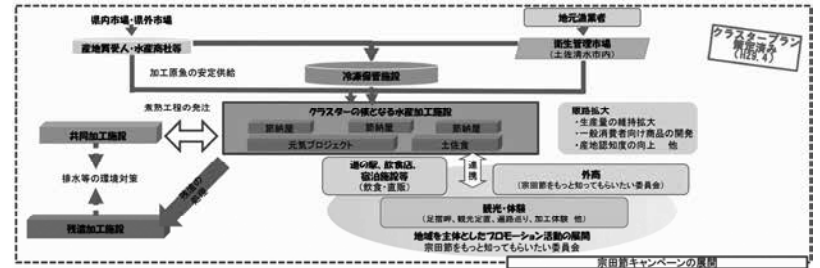 県内市場・県外市場
地元漁業者
産地買受人・水産商社等
衛生管理市場
(土佐清水市内)
クラスタープラン
策定済み
(H29.4)
加工原魚の安定供給
冷凍保管施設
煮熟工程の発注
クラスターの核となる水産加工施設
節納屋
節納屋
節納屋
元気プロジェクト
土佐食
販路拡大
・生産量の維持拡大
・一般消費者向け商品の開発
・産地認知度の向上 他
共同加工施設
排水等の環境対策
残渣加工施設
残渣の
処理
連携
道の駅、飲食店、
宿泊施設等
(飲食・直販)
外商
(宗田節をもっと知ってもらいたい委員会)
観光・体験
(足摺岬、観光定置、遍路巡り、加工体験 他)
地域を主体としたプロモーション活動の展開
宗田節をもっと知ってもらいたい委員会
宗田節キャンペーンの展開